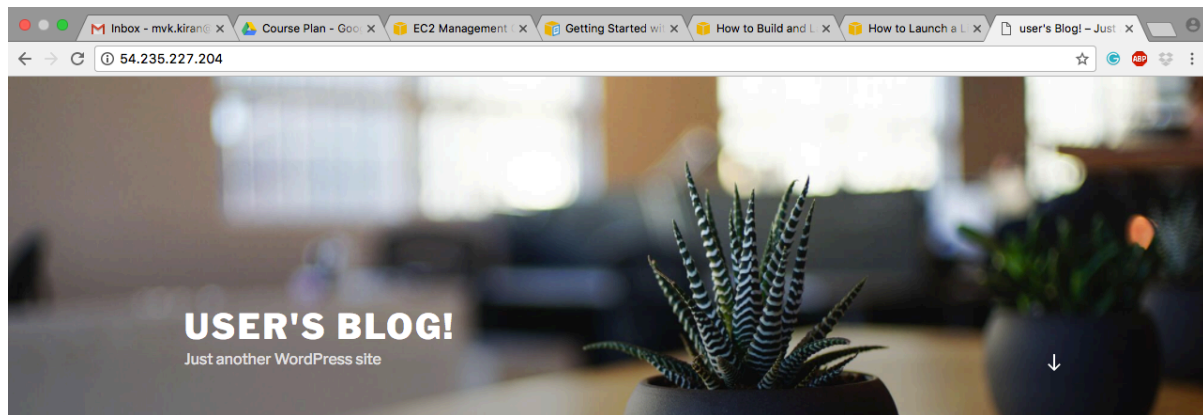 Inbox - mvk.kiran@
Course Plan - Goo
EC2 Management C
Getting Started wi
How to Build and L
How to Launch a L
user's Blog! – Just
54.235.227.204
ABP
USER'S BLOG!
Just another WordPress site